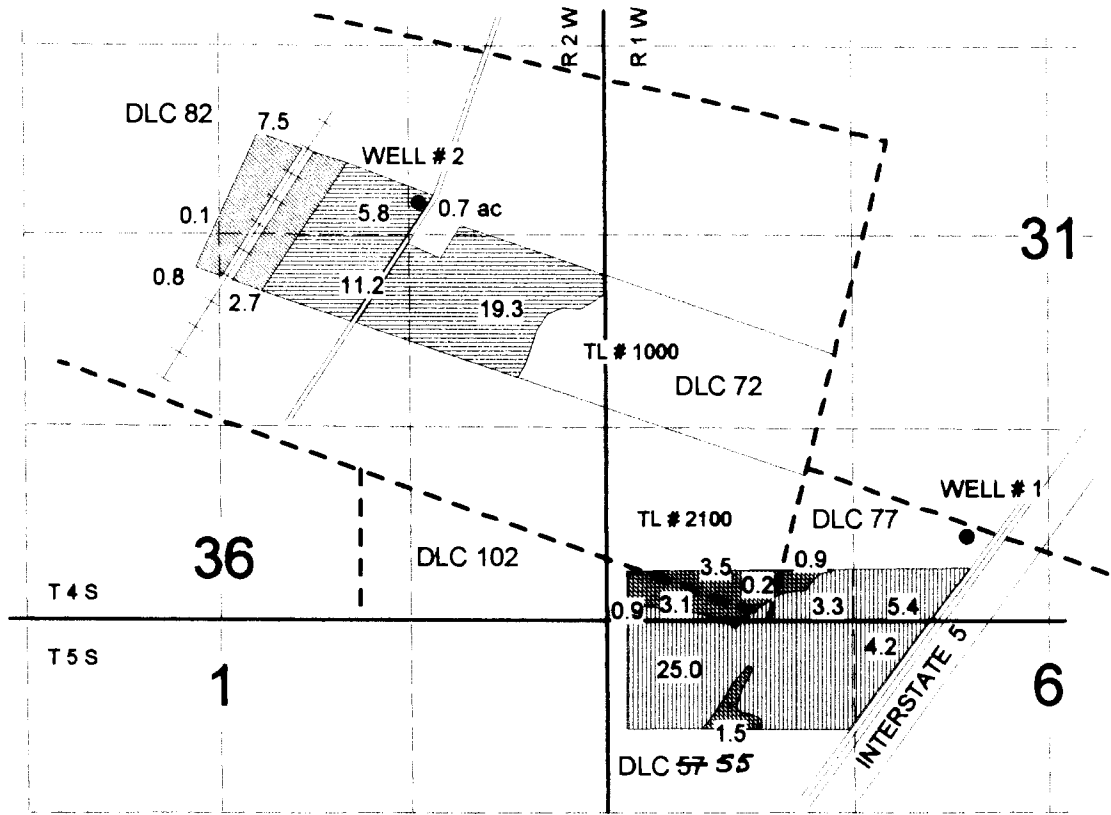 R 2 W
R 1 W
DLC 82
7.5
WELL # 2
5.8
0.7 ac
0.1
31
0.8
2.7
11.2
19.3
TL # 1000
DLC 72
WELL # 1
TL # 2100
DLC 77
DLC 102
36
3.5
0.9
0.2
T 4 S
0.9
3.1
3.3
5.4
T 5 S
4.2
1
25.0
6
INTERSTATE 5
1.5
DLC 57 55